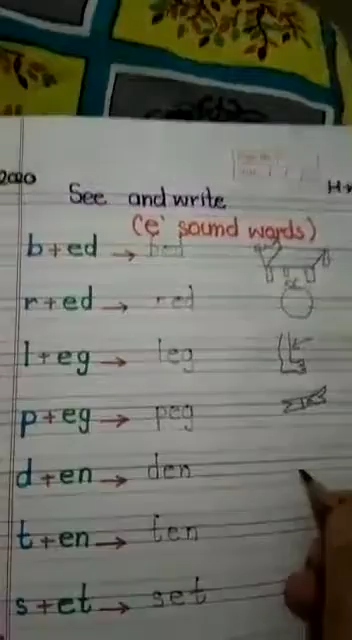 2020
H
See and write
(e' sound words)
b+ed → bed
r+ed → red
l+eg → leg
p+eg → peg
d+en → den
t+en → ten
s+et → set